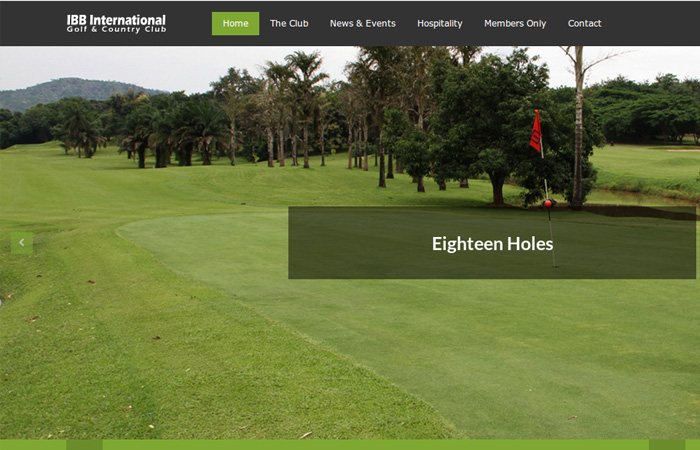 IBB International
Golf & Country Club
Home The Club News & Events Hospitality Members Only Contact
Eighteen Holes